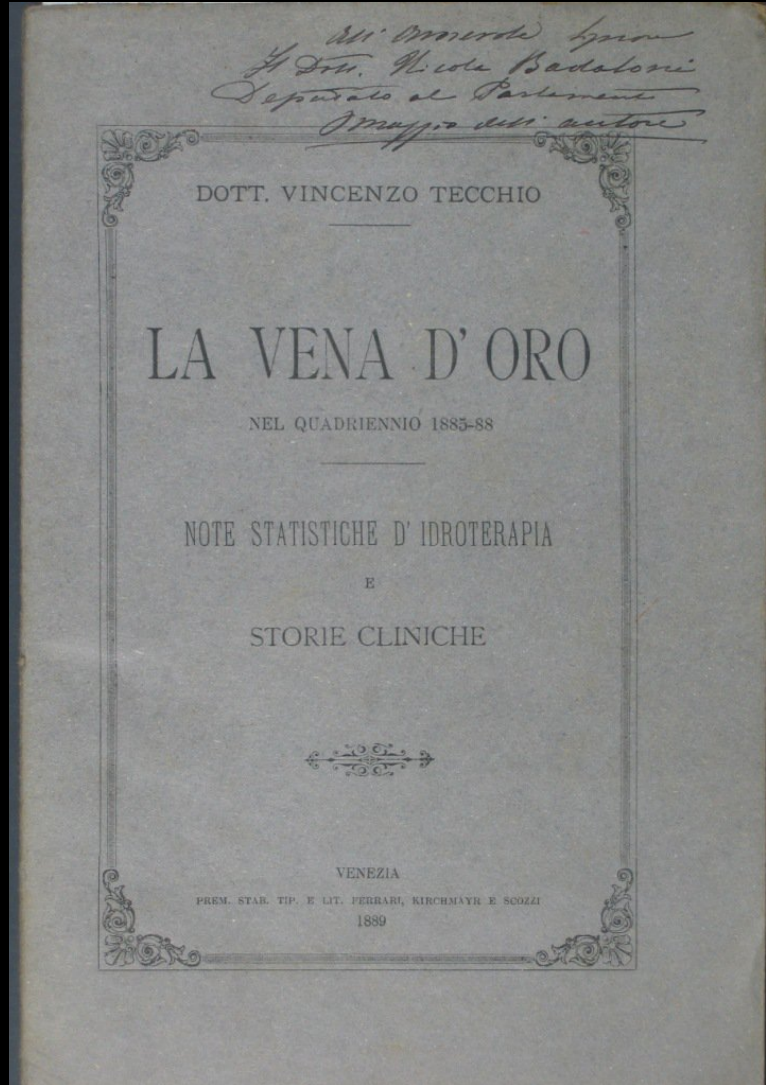 All' Onorevole Signore
Il Dott. Nicola Badaloni
Deputato al Parlamento
Omaggio dell' autore
DOTT. VINCENZO TECCHIO
LA VENA D' ORO
NEL QUADRIENNIO 1885-88
NOTE STATISTICHE D' IDROTERAPIA
E
STORIE CLINICHE
VENEZIA
PREM. STAB. TIP. E LIT. FERRARI, KIRCHMAYR E SCOZZI
1889